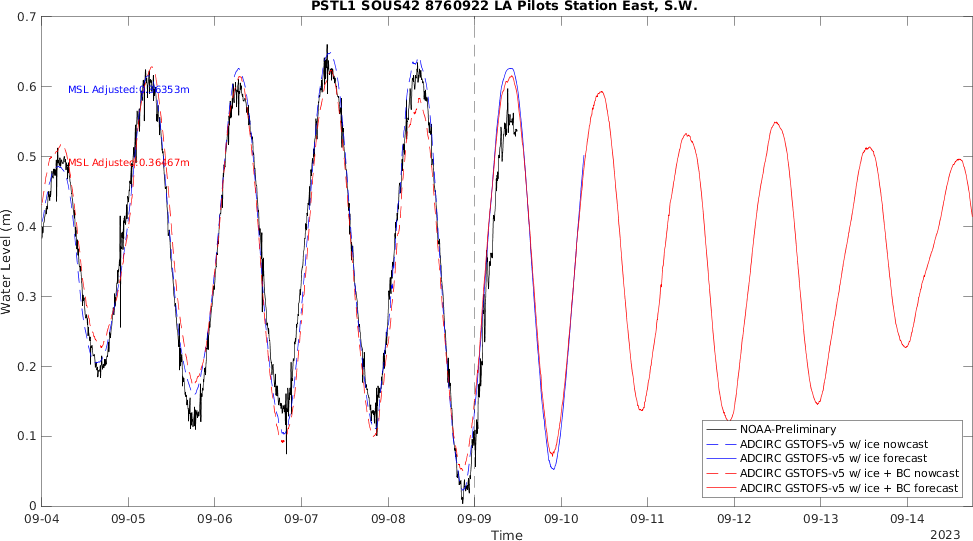 PSTL1 SOUS42 8760922 LA Pilots Station East, S.W.
0.7
0.6
0.5
0.4
0.3
0.2
0.1
0
Water Level (m)
MSL Adjusted:0.36353m
MSL Adjusted:0.36467m
NOAA-Preliminary
ADCIRC GSTOFS-v5 w/ ice nowcast
ADCIRC GSTOFS-v5 w/ ice forecast
ADCIRC GSTOFS-v5 w/ ice + BC nowcast
ADCIRC GSTOFS-v5 w/ ice + BC forecast
09-04 09-05 09-06 09-07 09-08 09-09 09-10 09-11 09-12 09-13 09-14
Time
2023